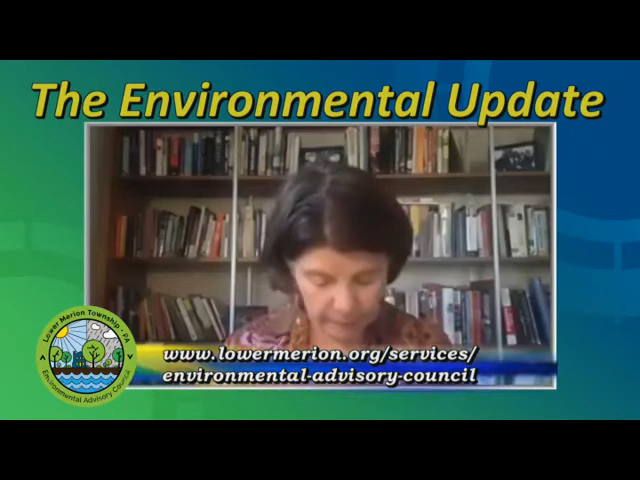 The Environmental Update
www.lowermerion.org/services/
environmental-advisory-council
Lower Merion Township • PA
Environmental Advisory Council